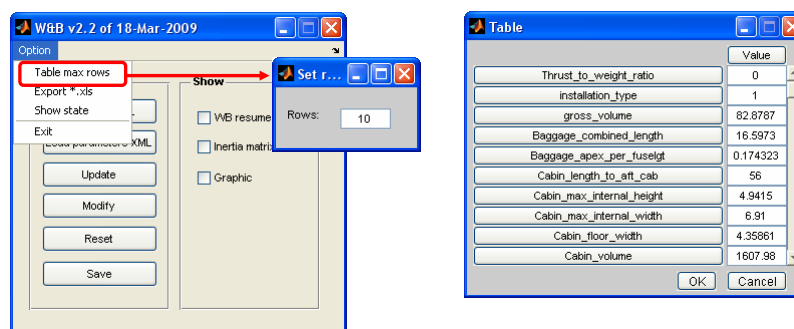 W&B v2.2 of 18-Mar-2009
Option
Table max rows
Export *.xls
Show state
Exit
Load parameters XML
Update
Modify
Reset
Save
Show
WB resume
Inertia matrix
Graphic
Set r...
Rows:
10
Table
Value
Thrust_to_weight_ratio 0
installation_type 1
gross_volume 82.8787
Baggage_combined_length 16.5973
Baggage_apex_per_fuselgt 0.174323
Cabin_length_to_aft_cab 56
Cabin_max_internal_height 4.9415
Cabin_max_internal_width 6.91
Cabin_floor_width 4.35861
Cabin_volume 1607.98
OK Cancel